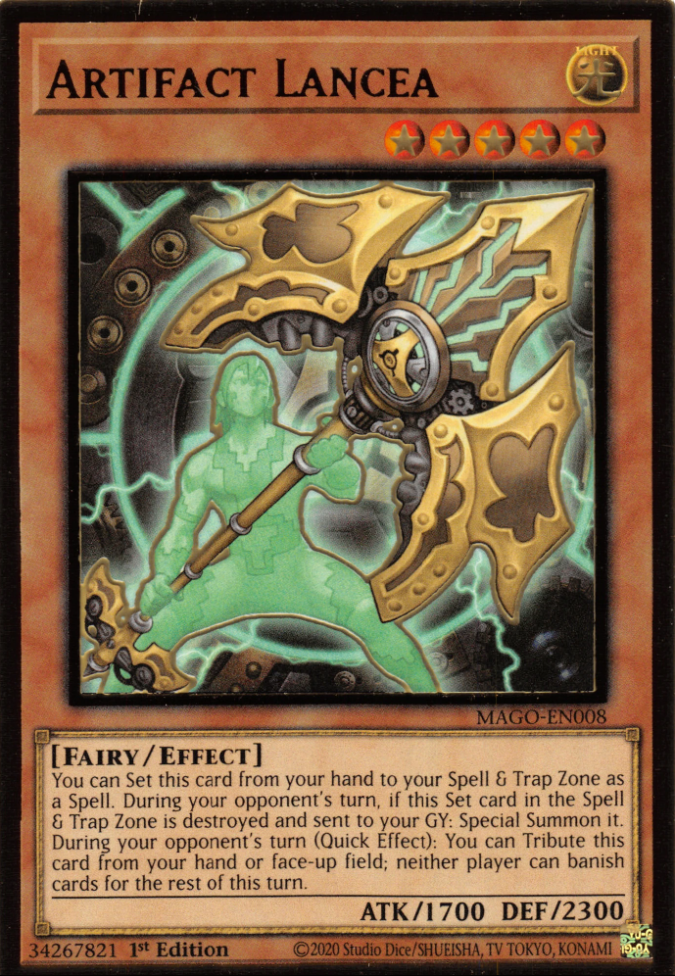 ARTIFACT LANCEA
LIGHT
光
MAGO-EN008
[FAIRY/EFFECT]
You can Set this card from your hand to your Spell & Trap Zone as
a Spell. During your opponent's turn, if this Set card in the Spell
& Trap Zone is destroyed and sent to your GY: Special Summon it.
During your opponent's turn (Quick Effect): You can Tribute this
card from your hand or face-up field; neither player can banish
cards for the rest of this turn.
ATK/1700 DEF/2300
34267821 1st Edition ©2020 Studio Dice/SHUEISHA, TV TOKYO, KONAMI